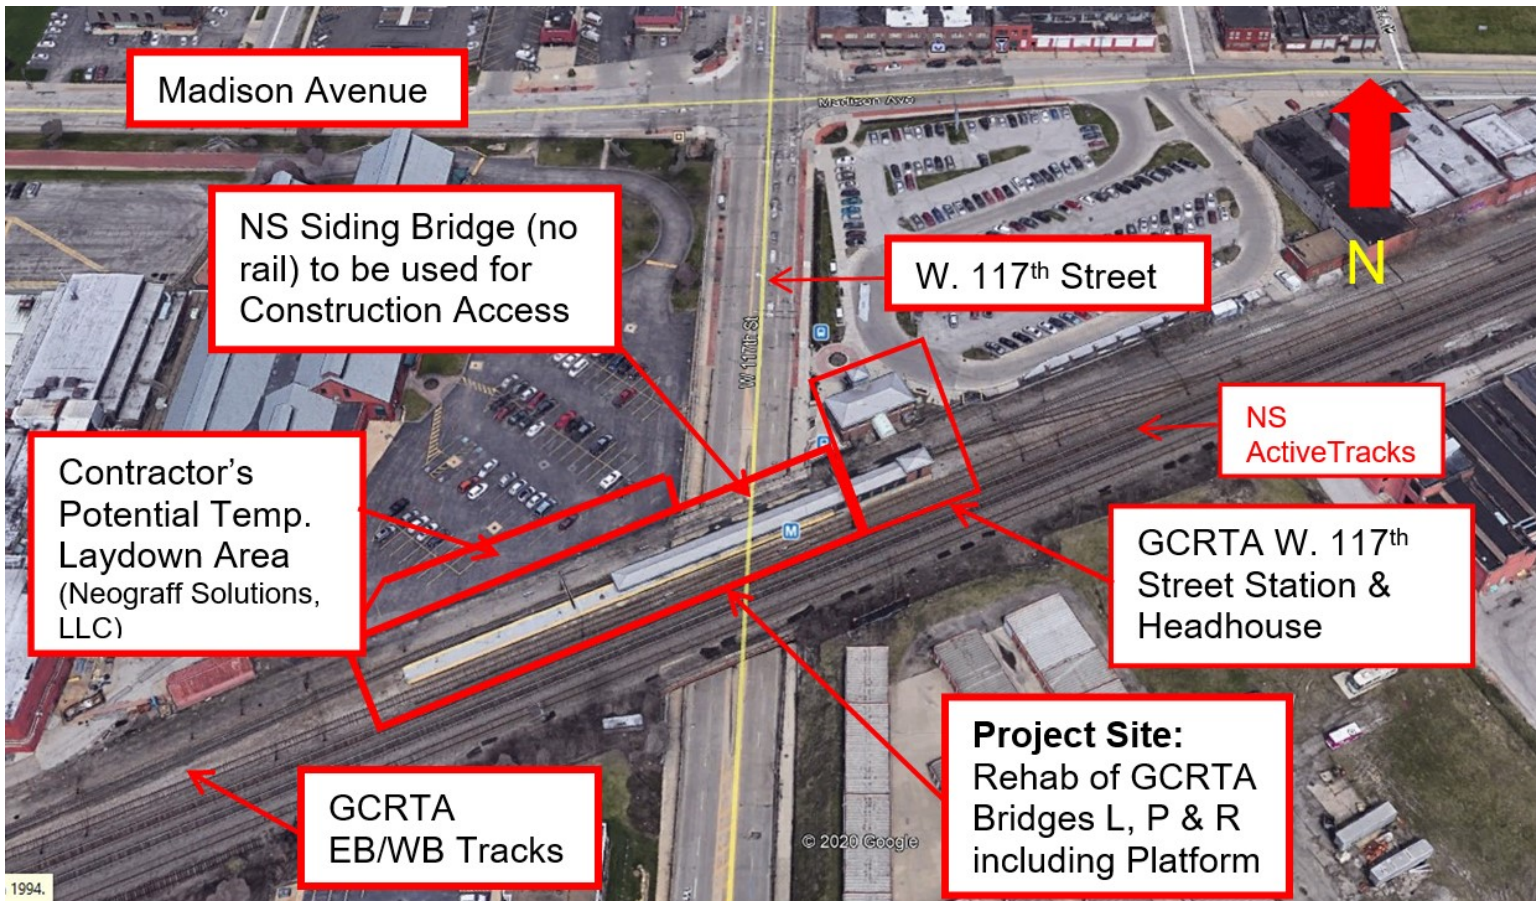 Madison Avenue
Madison Ave
NS Siding Bridge (no
rail) to be used for
Construction Access
W. 117th Street
N
W 117th St
NS
ActiveTracks
Contractor's
Potential Temp.
Laydown Area
(Neograff Solutions,
LLC)
M
GCRTA W. 117th
Street Station &
Headhouse
Project Site:
Rehab of GCRTA
Bridges L, P & R
including Platform
GCRTA
EB/WB Tracks
© 2020 Google
1994.